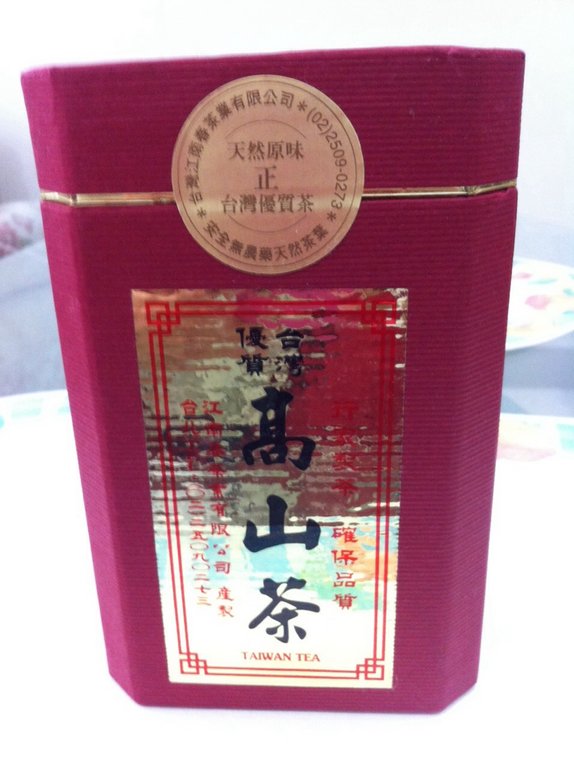 台灣江南春茶業有限公司＊(02)2509-0273＊
天然原味
正
台灣優質茶
安全無農藥天然茶葉
台灣
優質
高山茶
確保品質
江南春茶業有限公司產製
TAIWAN TEA